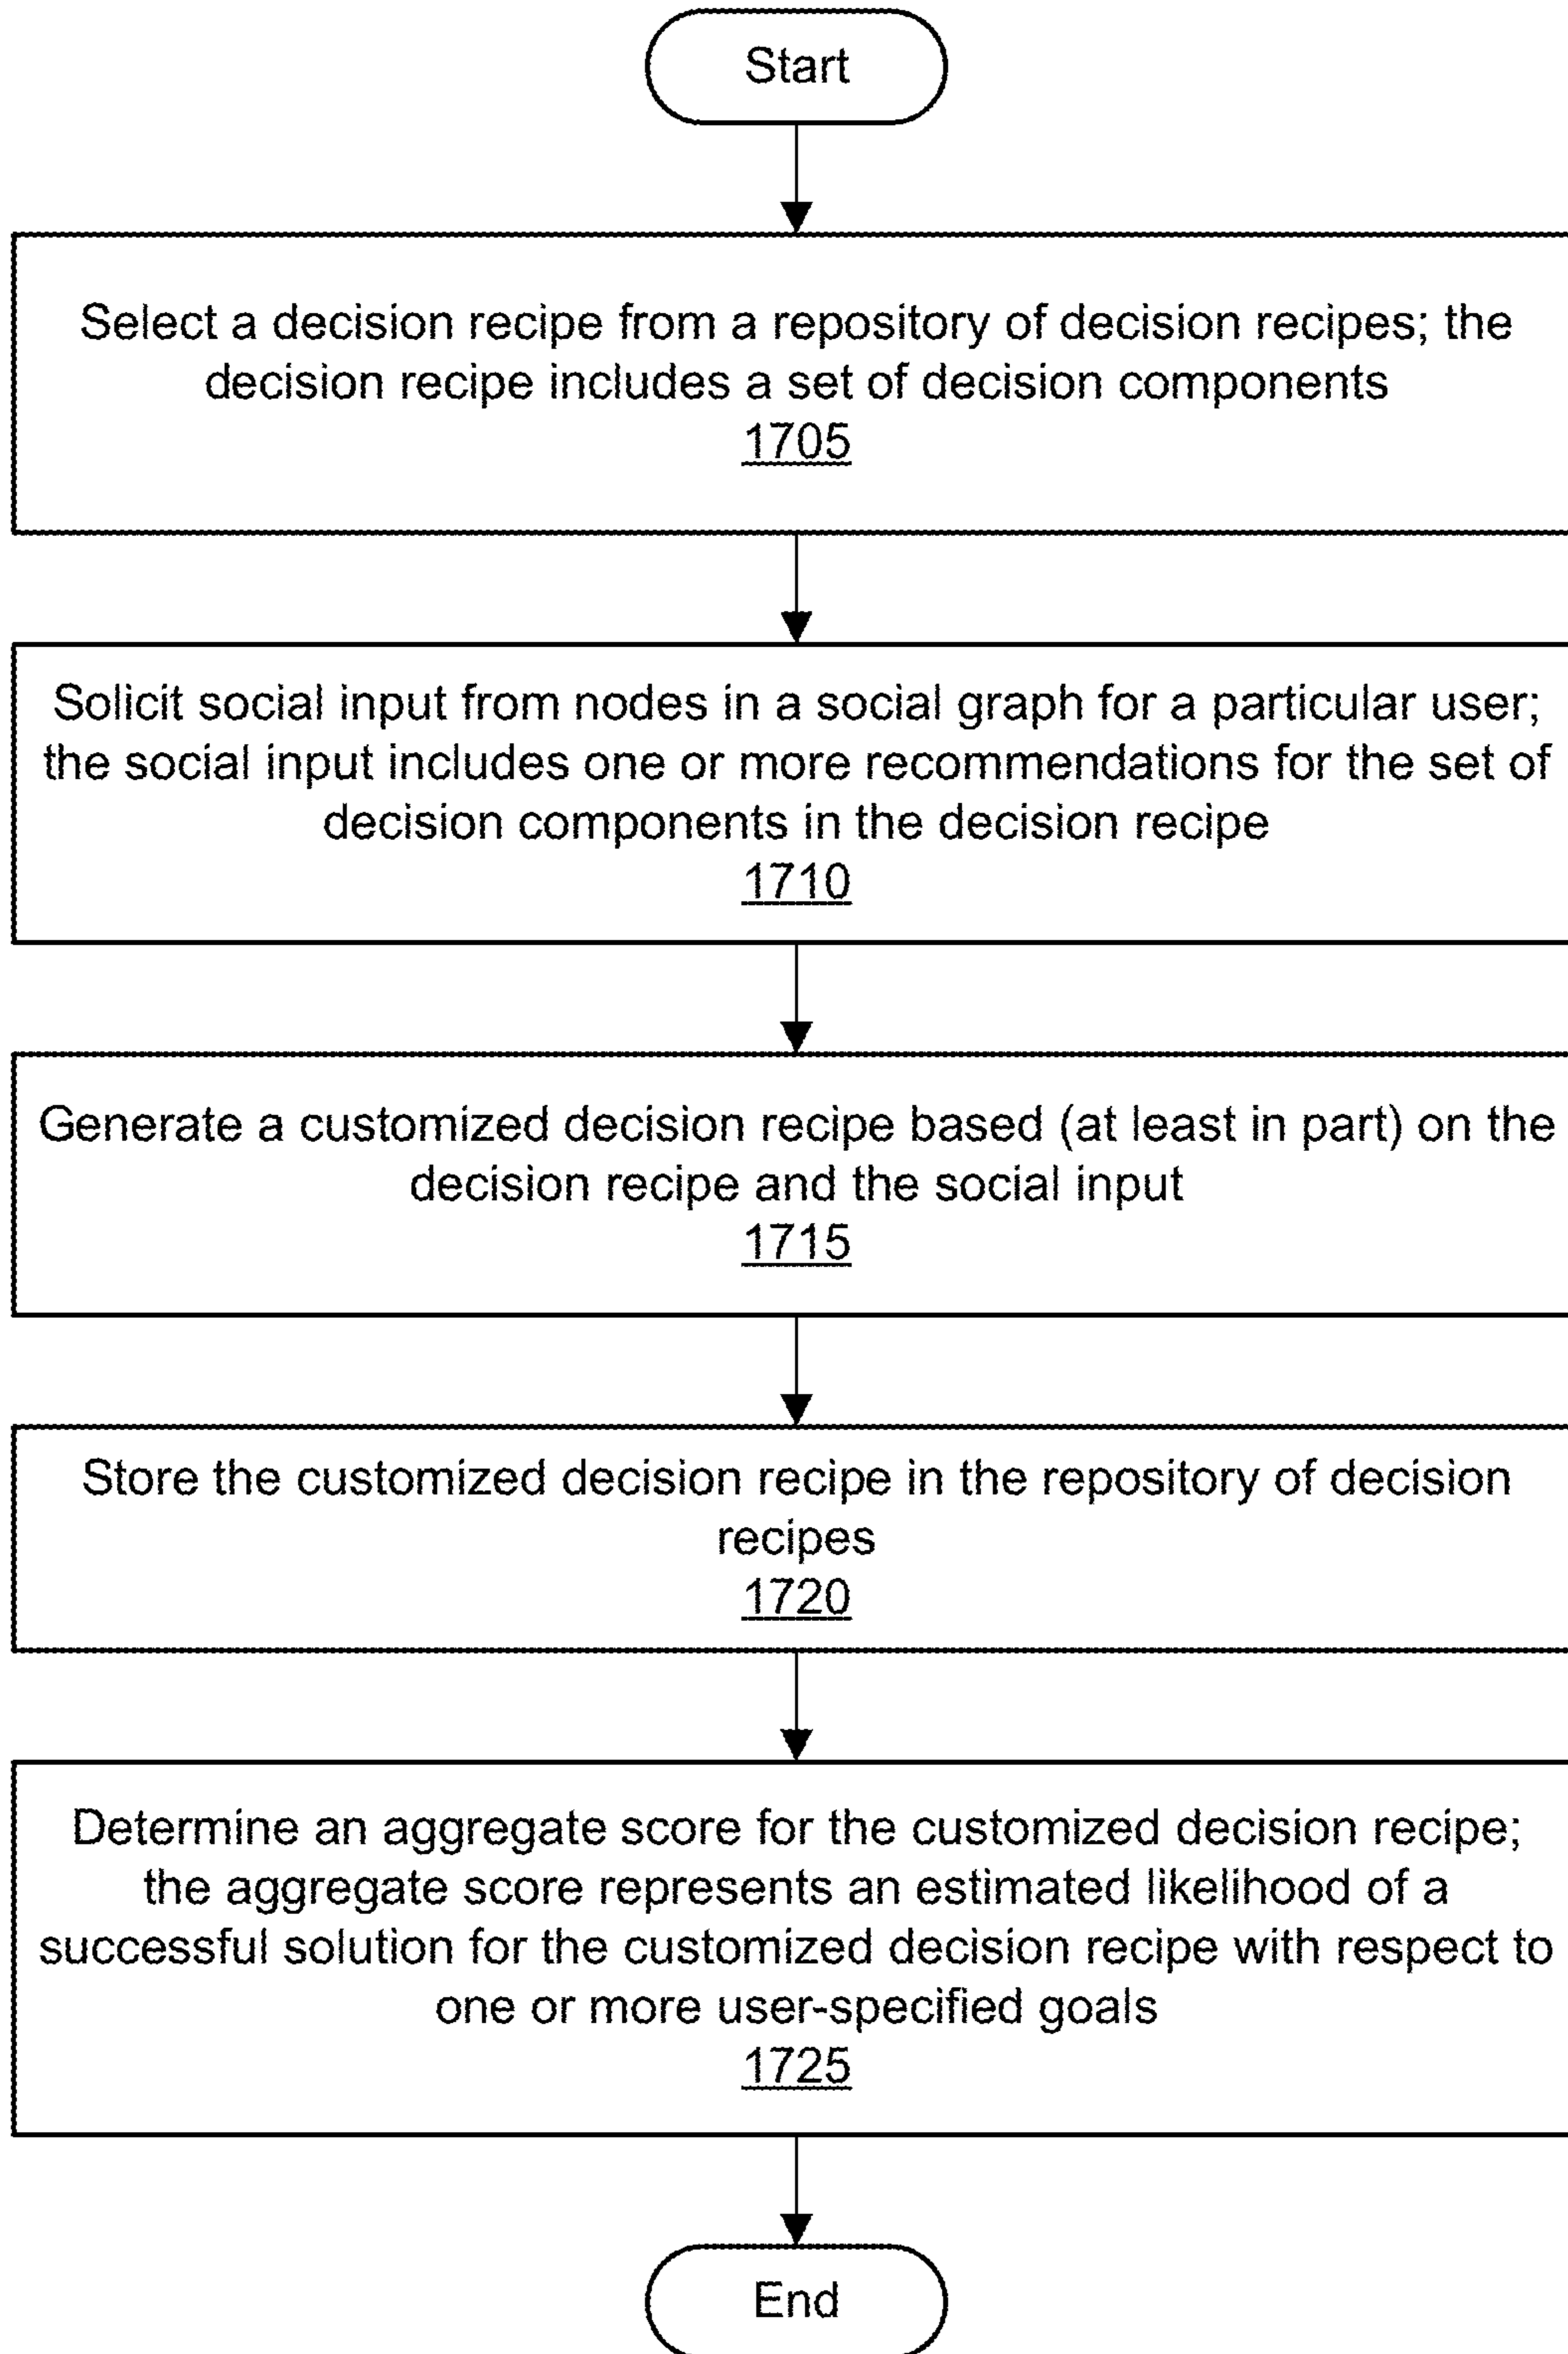 Start
Select a decision recipe from a repository of decision recipes; the
decision recipe includes a set of decision components
1705
Solicit social input from nodes in a social graph for a particular user;
the social input includes one or more recommendations for the set of
decision components in the decision recipe
1710
Generate a customized decision recipe based (at least in part) on the
decision recipe and the social input
1715
Store the customized decision recipe in the repository of decision
recipes
1720
Determine an aggregate score for the customized decision recipe;
the aggregate score represents an estimated likelihood of a
successful solution for the customized decision recipe with respect to
one or more user-specified goals
1725
End